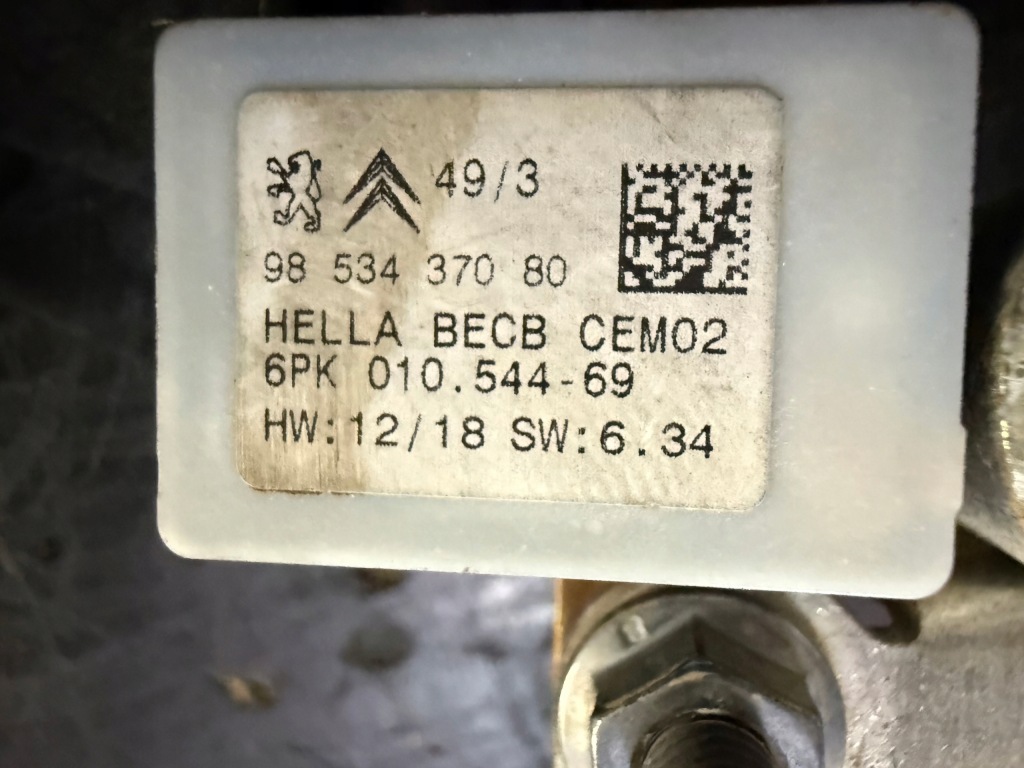 49/3
98 534 370 80
HELLA BECB CEM02
6PK 010.544-69
HW:12/18 SW:6.34